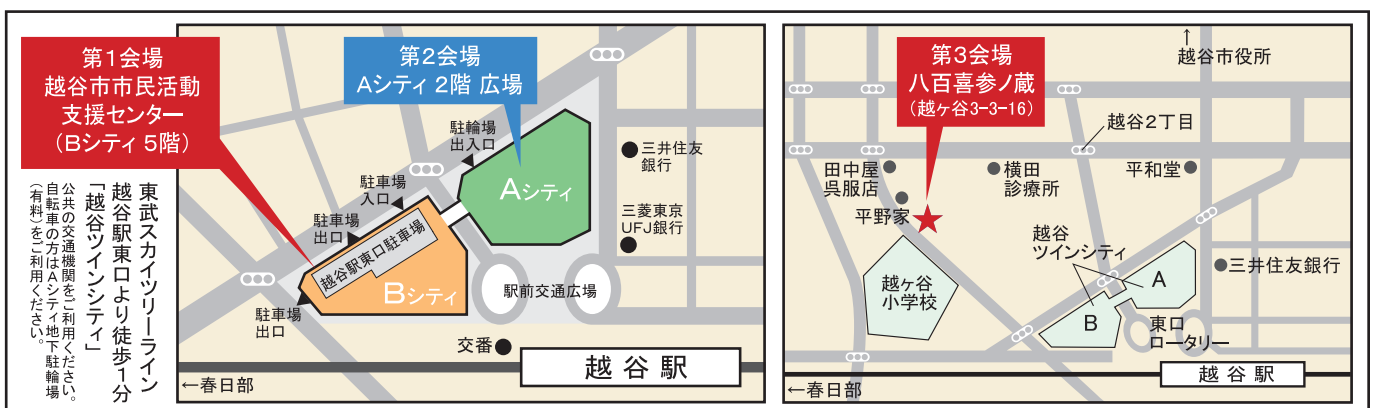 第1会場
越谷市市民活動
支援センター
(Bシティ 5階)
東武スカイツリーライン
越谷駅東口より徒歩1分
「越谷ツインシティ」
公共の交通機関をご利用ください。
自転車の方はAシティ地下駐輪場
(有料)をご利用ください。
第2会場
Aシティ 2階 広場
駐輪場
出入口
駐車場
入口
駐車場
出口
駐車場
出口
越谷駅東口駐車場
Aシティ
Bシティ
三井住友
銀行
三菱東京
UFJ銀行
駅前交通広場
交番
越谷駅
←春日部
第3会場
八百喜参ノ蔵
(越ヶ谷3-3-16)
↑
越谷市役所
越谷2丁目
田中屋
呉服店
平野家
横田
診療所
平和堂
越谷
ツインシティ
越ヶ谷
小学校
A
B
三井住友銀行
東口
ロータリー
越谷駅
←春日部